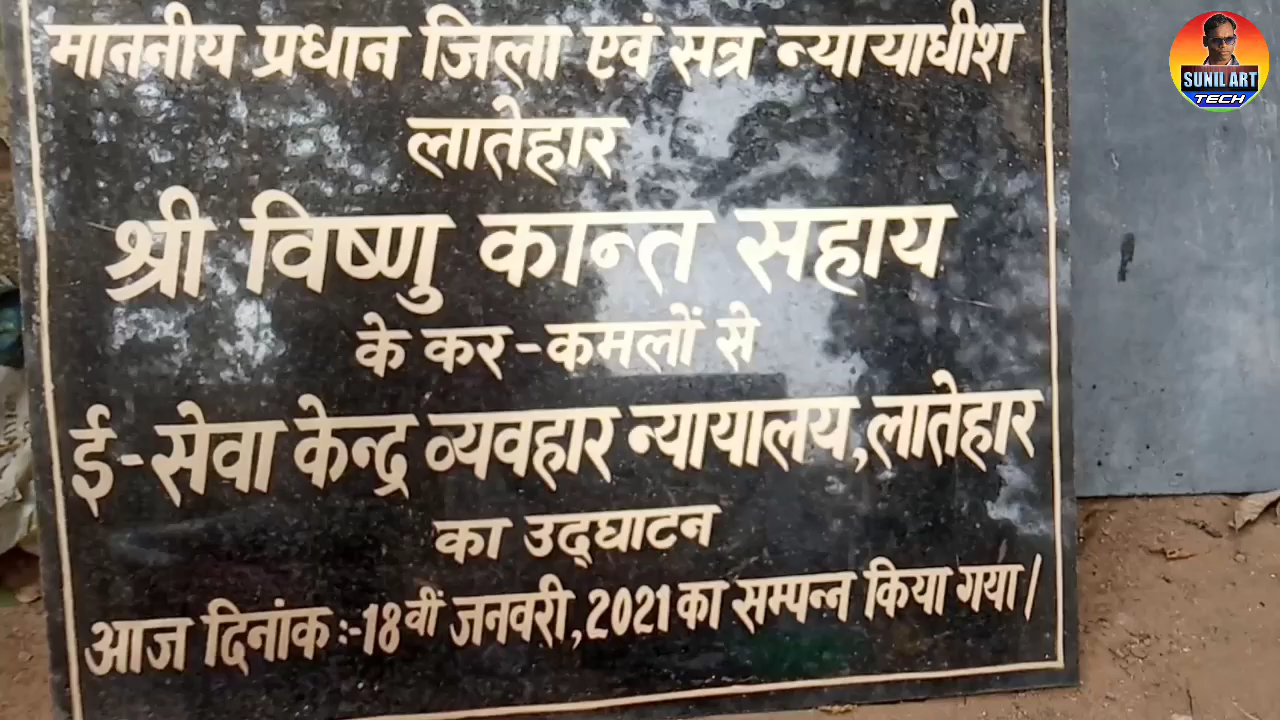 माननीय प्रधान जिला एवं सत्र न्यायाधीश
लातेहार
श्री विष्णु कान्त सहाय
के कर-कमलों से
ई-सेवा केन्द्र व्यवहार न्यायालय, लातेहार
का उद्घाटन
आज दिनांक :- 18 वीं जनवरी, 2021 का सम्पन्न किया गया।
SUNIL ART
TECH